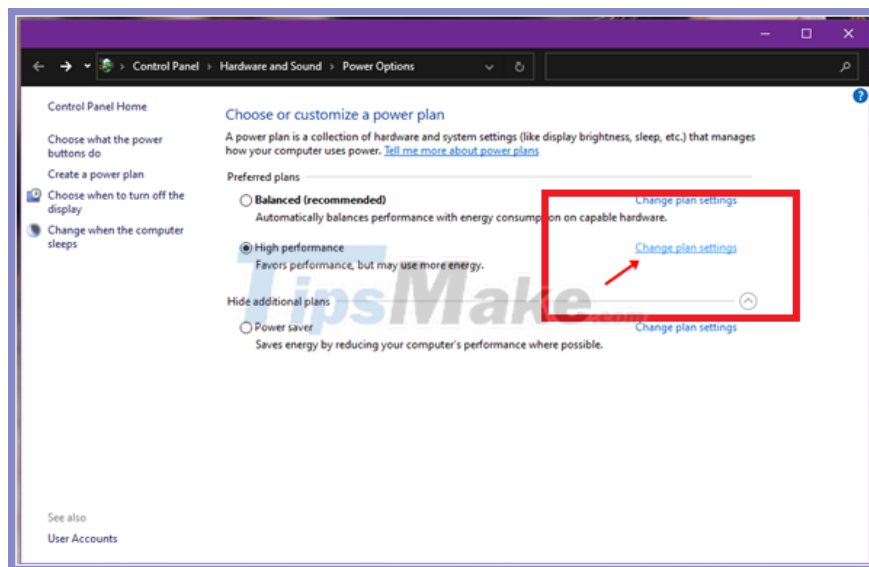 Control Panel › Hardware and Sound › Power Options
Control Panel Home
Choose what the power
buttons do
Create a power plan
Choose when to turn off the
display
Change when the computer
sleeps
Choose or customize a power plan
A power plan is a collection of hardware and system settings (like display brightness, sleep, etc.) that manages
how your computer uses power. Tell me more about power plans
Preferred plans
Balanced (recommended) Change plan settings
Automatically balances performance with energy consumption on capable hardware.
High performance Change plan settings
Favors performance, but may use more energy.
Hide additional plans
TipsMake.com
Power saver Change plan settings
Saves energy by reducing your computer's performance where possible.
See also
User Accounts